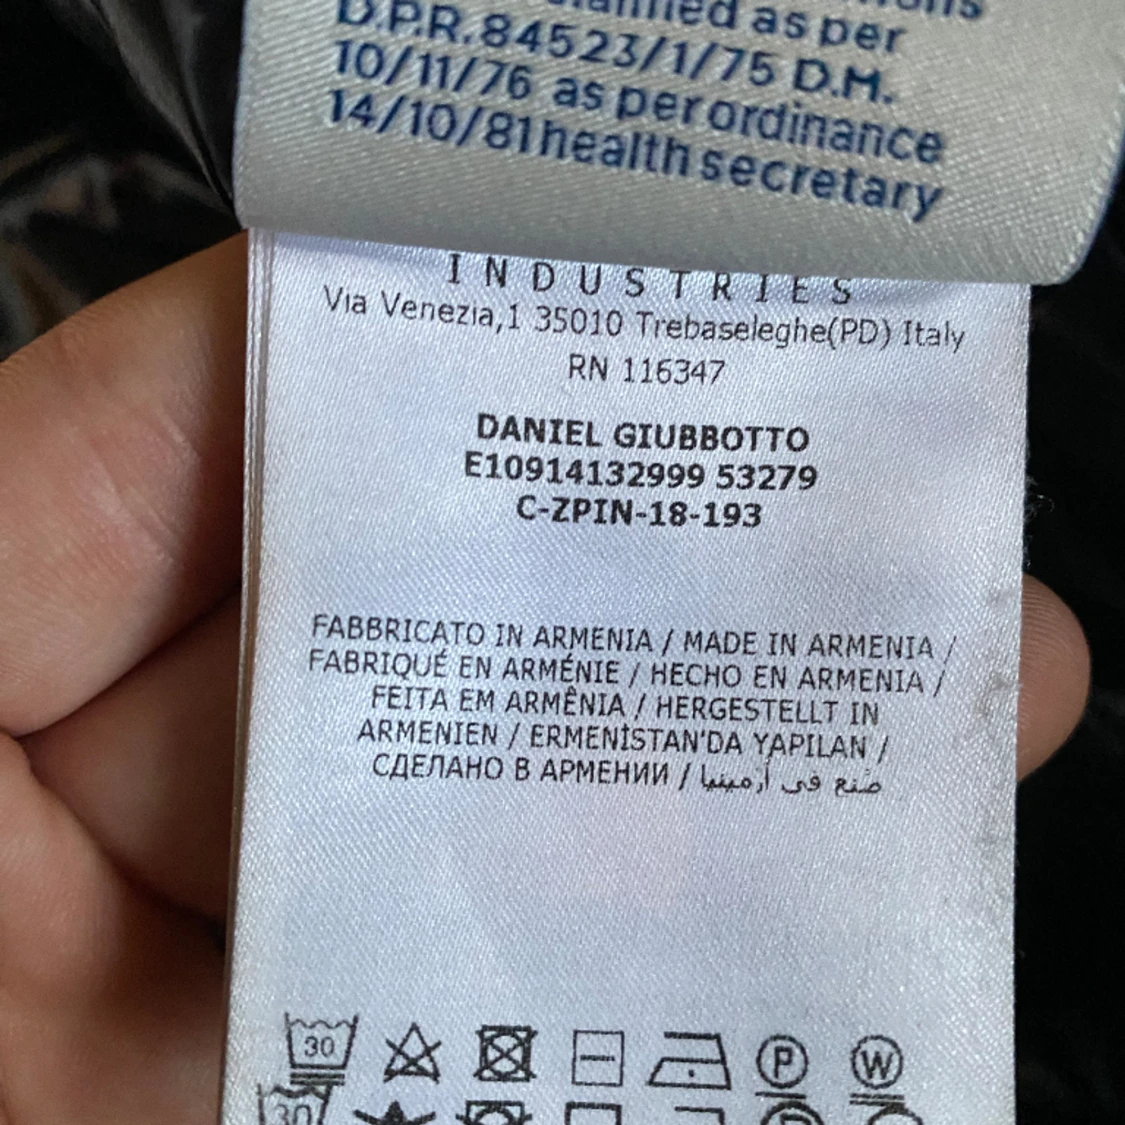 as per
D.P.R.84523/1/75 D.M.
10/11/76 as per ordinance
14/10/81 health secretary
INDUSTRIES
Via Venezia,1 35010 Trebaseleghe(PD) Italy
RN 116347
DANIEL GIUBBOTTO
E10914132999 53279
C-ZPIN-18-193
FABBRICATO IN ARMENIA / MADE IN ARMENIA /
FABRIQUÉ EN ARMÉNIE / HECHO EN ARMENIA /
FEITA EM ARMÊNIA / HERGESTELLT IN
ARMENIEN / ERMENİSTAN'DA YAPILAN /
СДЕЛАНО В АРМЕНИИ / صُنع في أرمينيا
30 P W
30